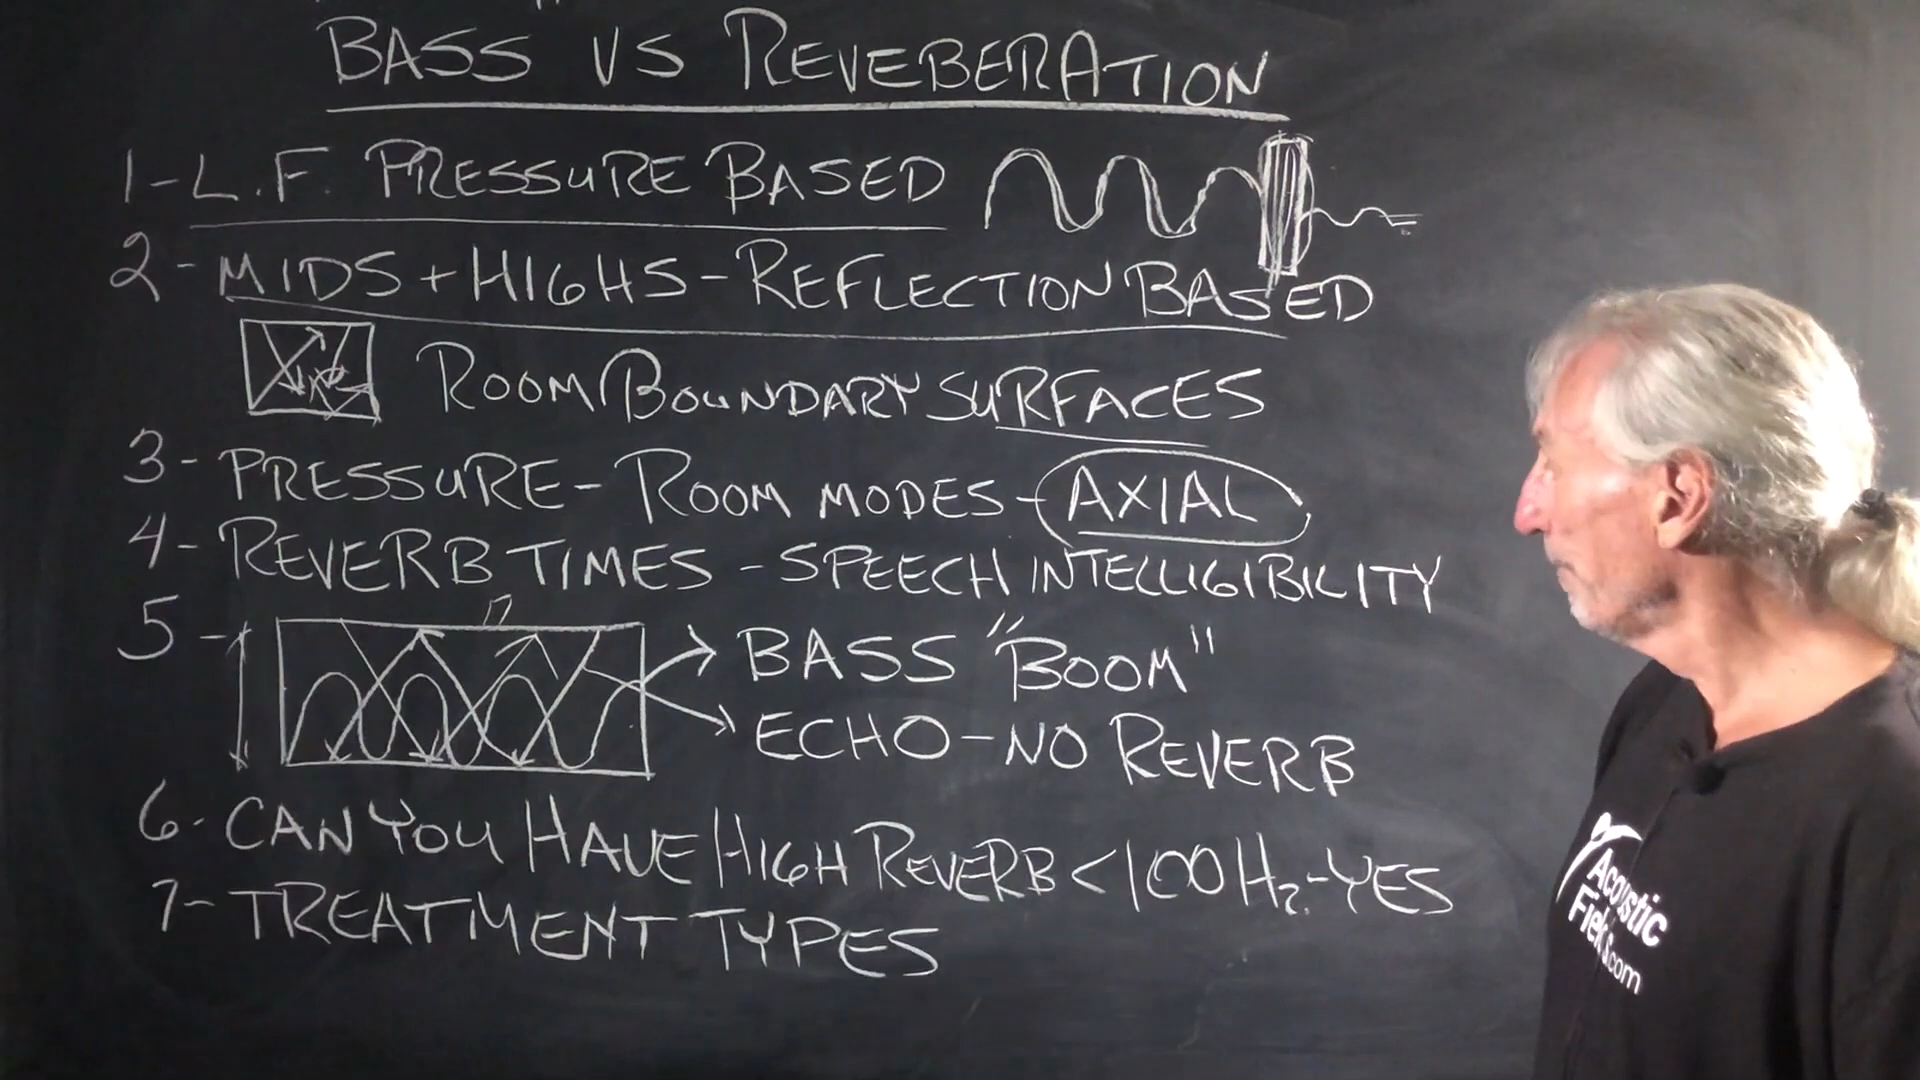 BASS VS REVEBERATION
1-L.F. PRESSURE BASED
2-MIDS + HIGHS-REFLECTION BASED
ROOM BOUNDARY SURFACES
3-PRESSURE-ROOM MODES-AXIAL
4-REVERB TIMES-SPEECH INTELLIGIBILITY
5-
BASS "BOOM"
ECHO-NO REVERB
6-CAN YOU HAVE HIGH REVERB<100Hz-YES
7-TREATMENT TYPES
Acoustic
Fields.com